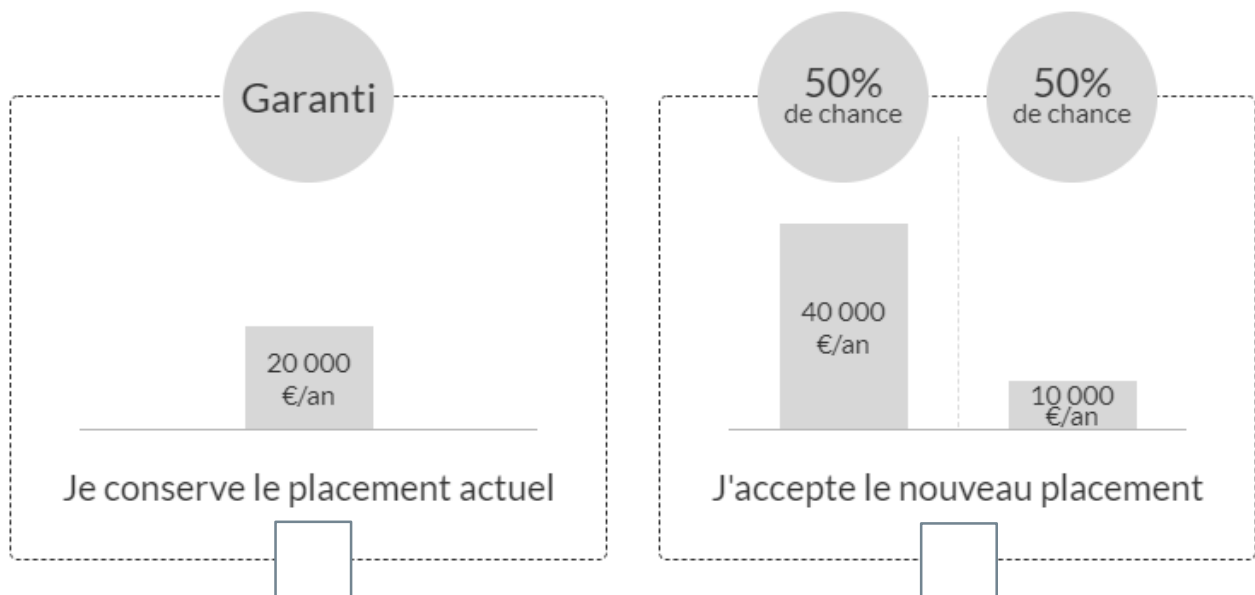 Garanti
20 000
€/an
Je conserve le placement actuel
50%
de chance
50%
de chance
40 000
€/an
10 000
€/an
J'accepte le nouveau placement